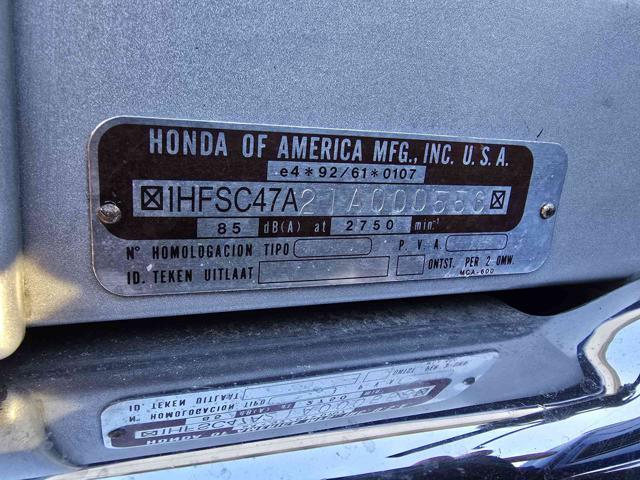 HONDA OF AMERICA MFG., INC. U.S.A.
e4*92/61*0107
1HFSC47A21A000556
85 dB(A) at 2750 min⁻¹
Nº HOMOLOGACION TIPO P.V.A.
ID. TEKEN UITLAAT ONTST. PER 2 OMW.
MCA-600